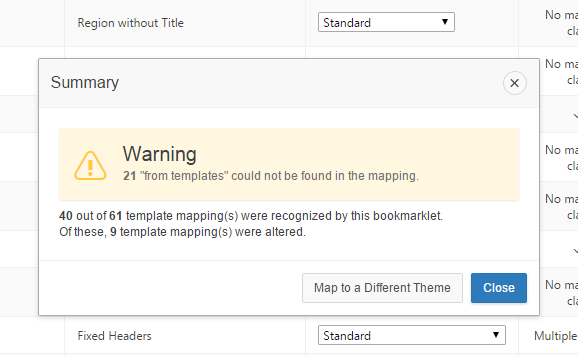 Region without Title
Standard
No ma
cla
No ma
cla
Summary
Warning
21 "from templates" could not be found in the mapping.
No ma
cla
40 out of 61 template mapping(s) were recognized by this bookmarklet.
No ma
cla
Of these, 9 template mapping(s) were altered.
Map to a Different Theme
Close
No ma
cla
Fixed Headers
Standard
Multiple